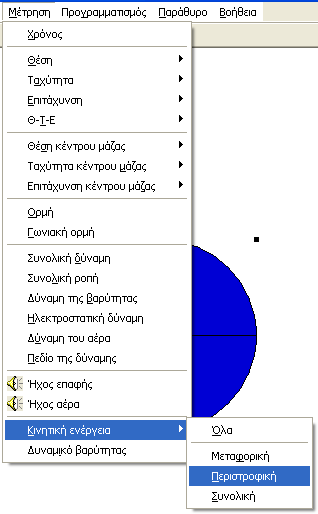 Μέτρηση Προγραμματισμός Παράθυρο Βοήθεια
Χρόνος
Θέση
Ταχύτητα
Επιτάχυνση
Θ-Τ-Ε
Θέση κέντρου μάζας
Ταχύτητα κέντρου μάζας
Επιτάχυνση κέντρου μάζας
Ορμή
Γωνιακή ορμή
Συνολική δύναμη
Συνολική ροπή
Δύναμη της βαρύτητας
Ηλεκτροστατική δύναμη
Δύναμη του αέρα
Πεδίο της δύναμης
Ήχος επαφής
Ήχος αέρα
Κινητική ενέργεια
Δυναμικό βαρύτητας
Όλα
Μεταφορική
Περιστροφική
Συνολική